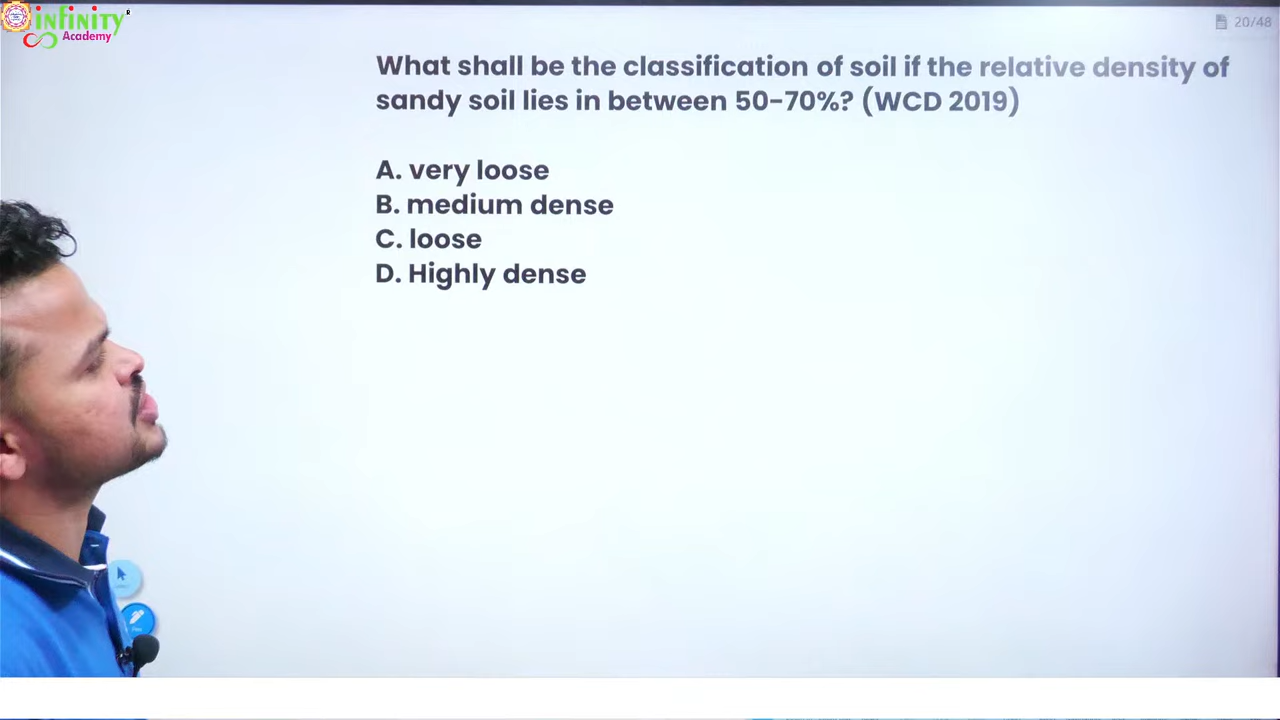 infinity
Academy
20/48
What shall be the classification of soil if the relative density of
sandy soil lies in between 50-70%? (WCD 2019)
A. very loose
B. medium dense
C. loose
D. Highly dense